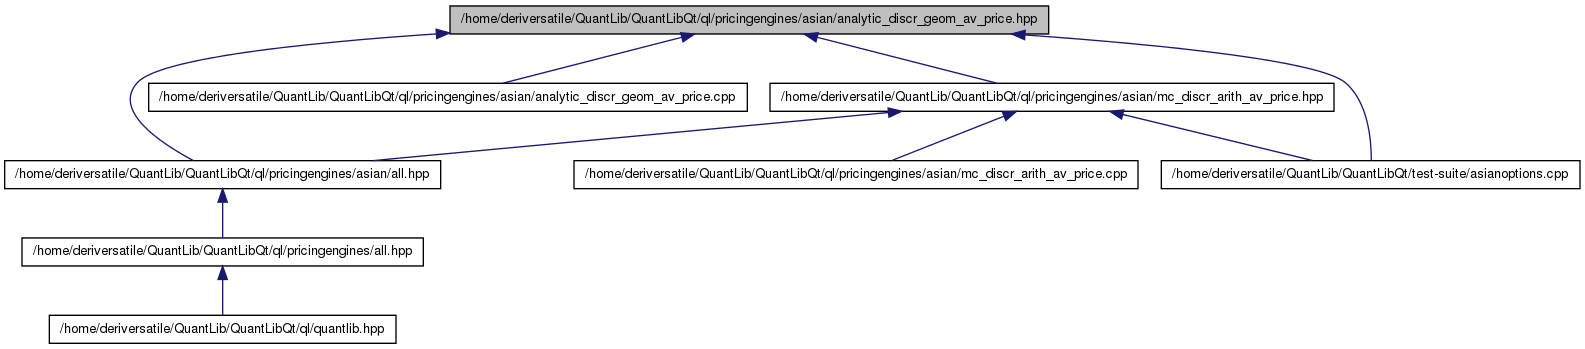 /home/deriversatile/QuantLib/QuantLibQt/ql/pricingengines/asian/analytic_discr_geom_av_price.hpp
/home/deriversatile/QuantLib/QuantLibQt/ql/pricingengines/asian/analytic_discr_geom_av_price.cpp
/home/deriversatile/QuantLib/QuantLibQt/ql/pricingengines/asian/mc_discr_arith_av_price.hpp
/home/deriversatile/QuantLib/QuantLibQt/ql/pricingengines/asian/all.hpp
/home/deriversatile/QuantLib/QuantLibQt/ql/pricingengines/asian/mc_discr_arith_av_price.cpp
/home/deriversatile/QuantLib/QuantLibQt/test-suite/asianoptions.cpp
/home/deriversatile/QuantLib/QuantLibQt/ql/pricingengines/all.hpp
/home/deriversatile/QuantLib/QuantLibQt/ql/quantlib.hpp